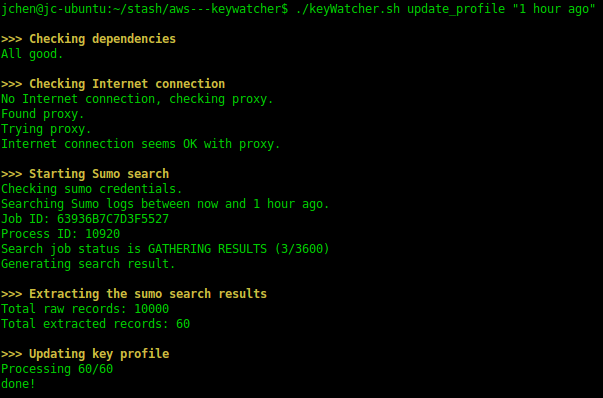 jchen@jc-ubuntu:~/stash/aws---keywatcher$ ./keyWatcher.sh update_profile "1 hour ago"
>>> Checking dependencies
All good.
>>> Checking Internet connection
No Internet connection, checking proxy.
Found proxy.
Trying proxy.
Internet connection seems OK with proxy.
>>> Starting Sumo search
Checking sumo credentials.
Searching Sumo logs between now and 1 hour ago.
Job ID: 63936B7C7D3F5527
Process ID: 10920
Search job status is GATHERING RESULTS (3/3600)
Generating search result.
>>> Extracting the sumo search results
Total raw records: 10000
Total extracted records: 60
>>> Updating key profile
Processing 60/60
done!